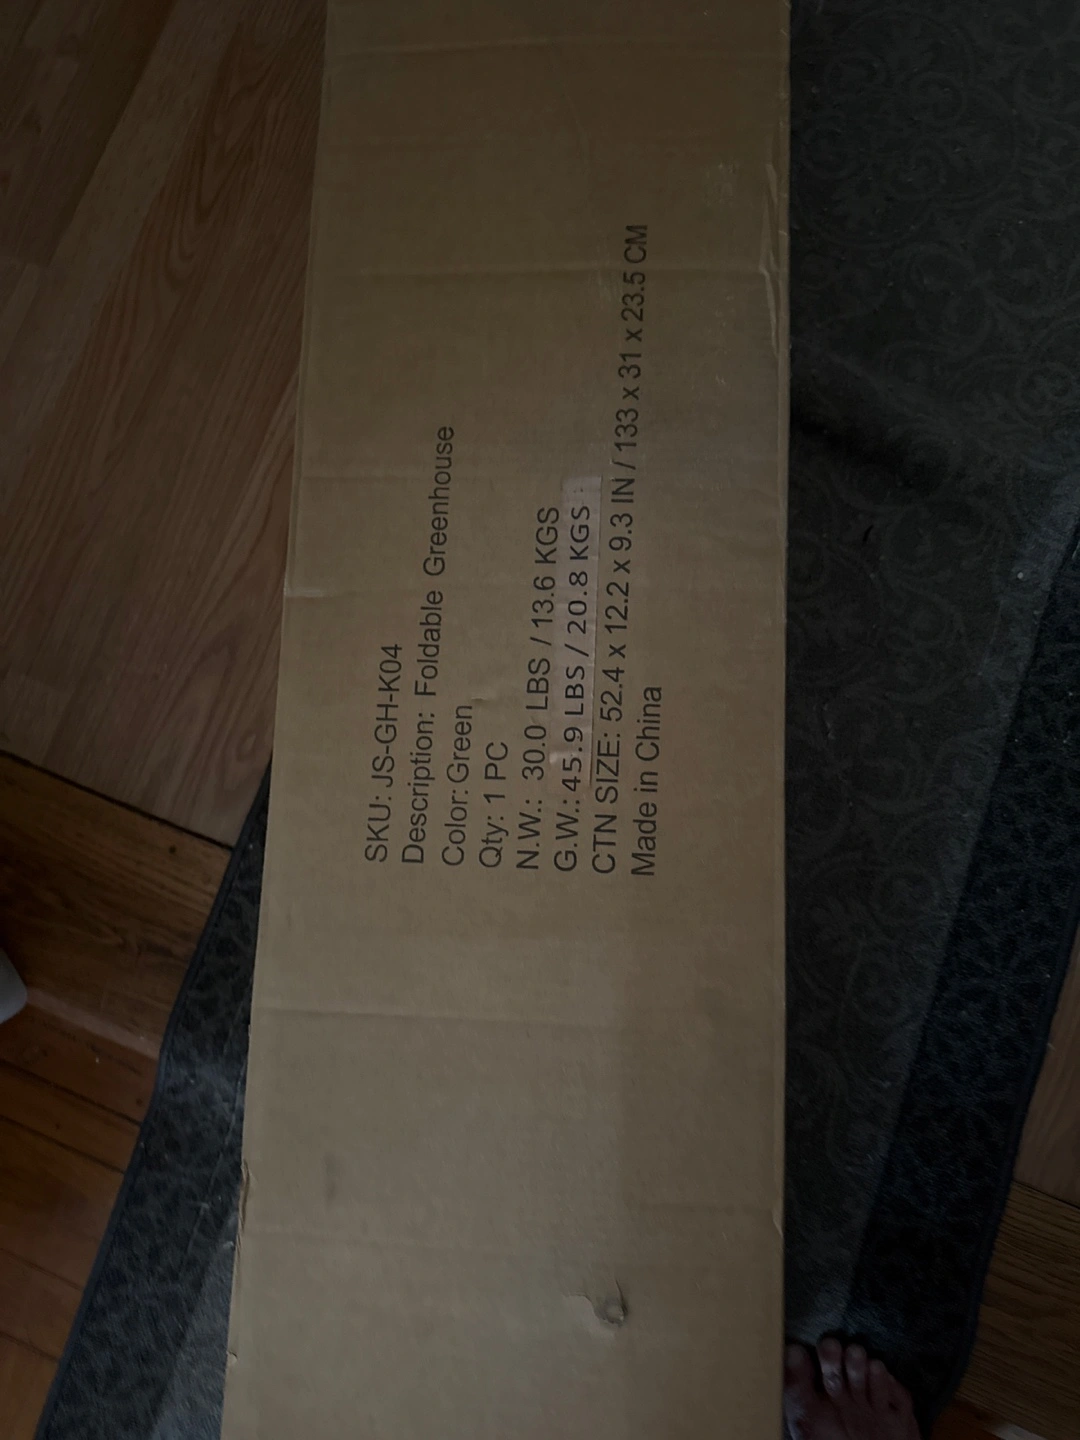 SKU: JS-GH-K04
Description: Foldable Greenhouse
Color: Green
Qty: 1 PC
N.W.: 30.0 LBS / 13.6 KGS
G.W.: 45.9 LBS / 20.8 KGS
CTN SIZE: 52.4 x 12.2 x 9.3 IN / 133 x 31 x 23.5 CM
Made in China